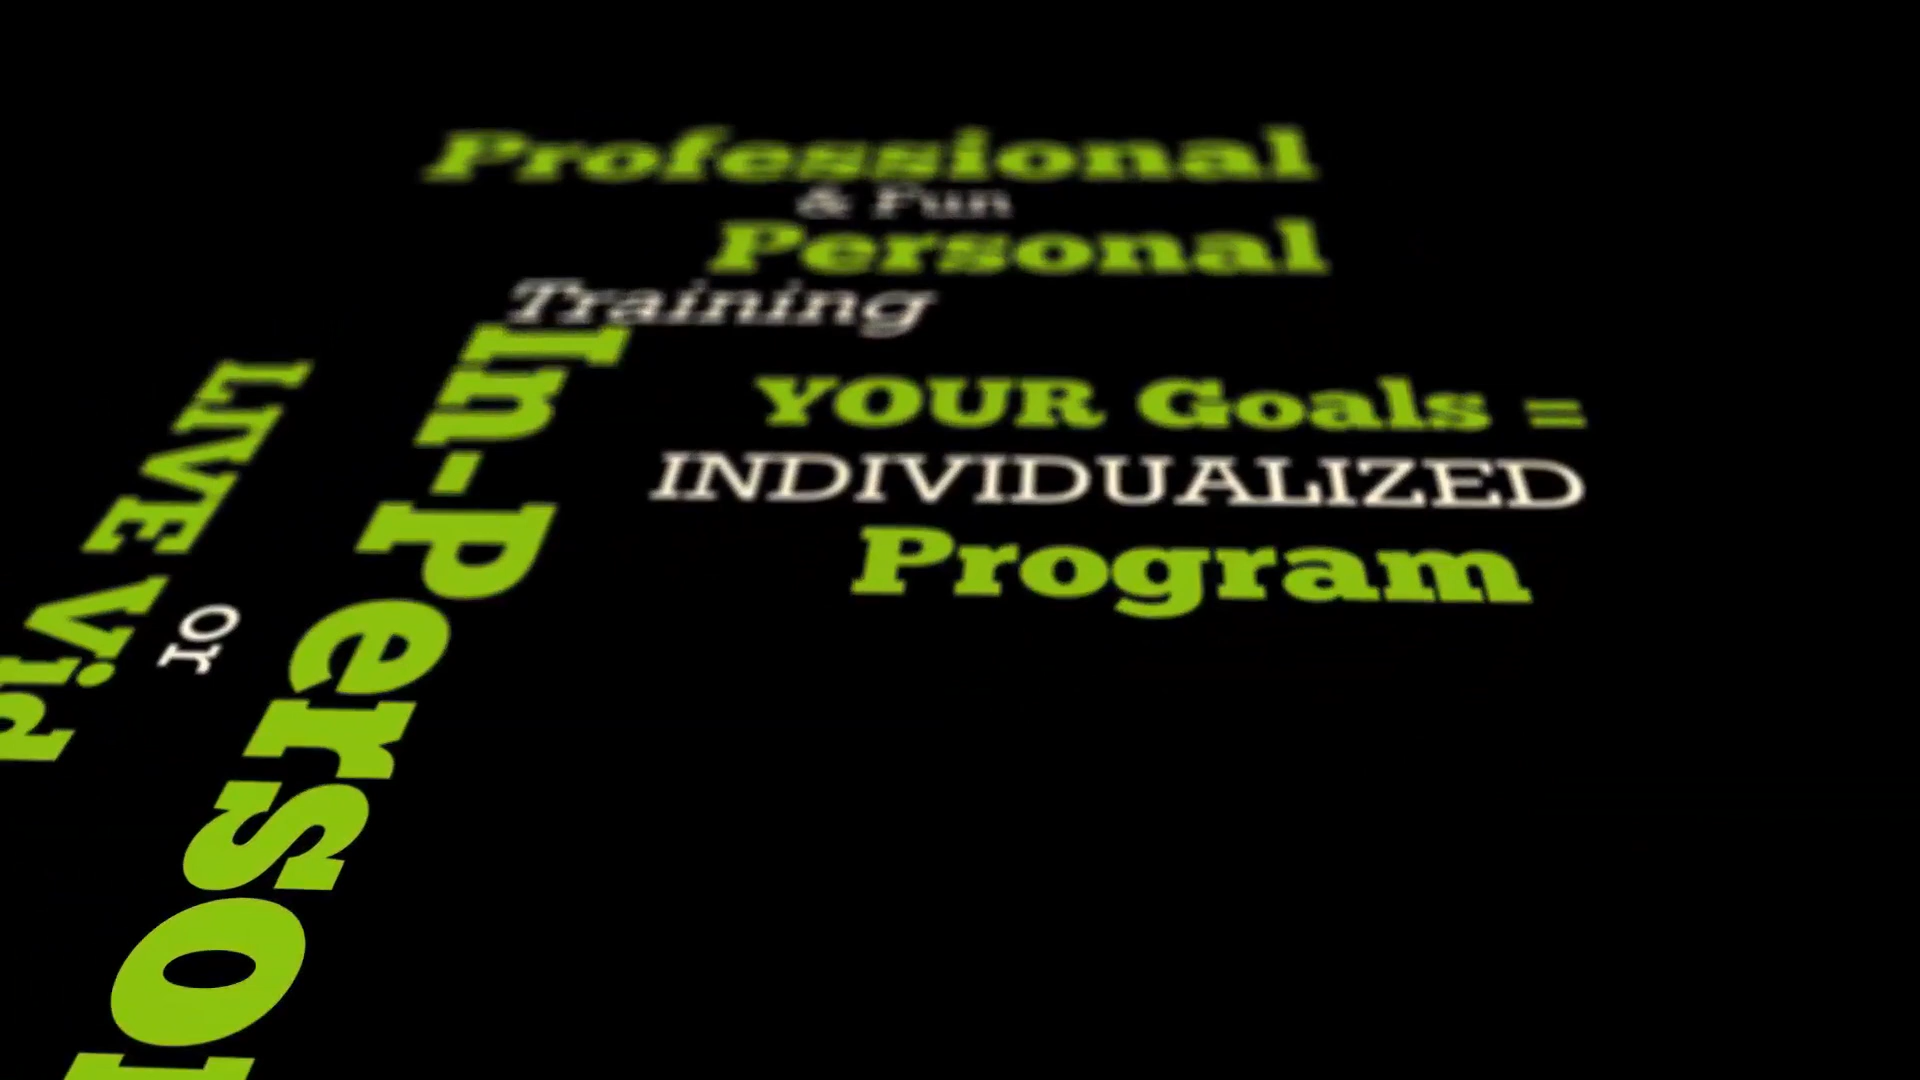 Professional
& Fun
Personal
Training
YOUR Goals =
INDIVIDUALIZED
Program
In-Person
or
LIVE Vid